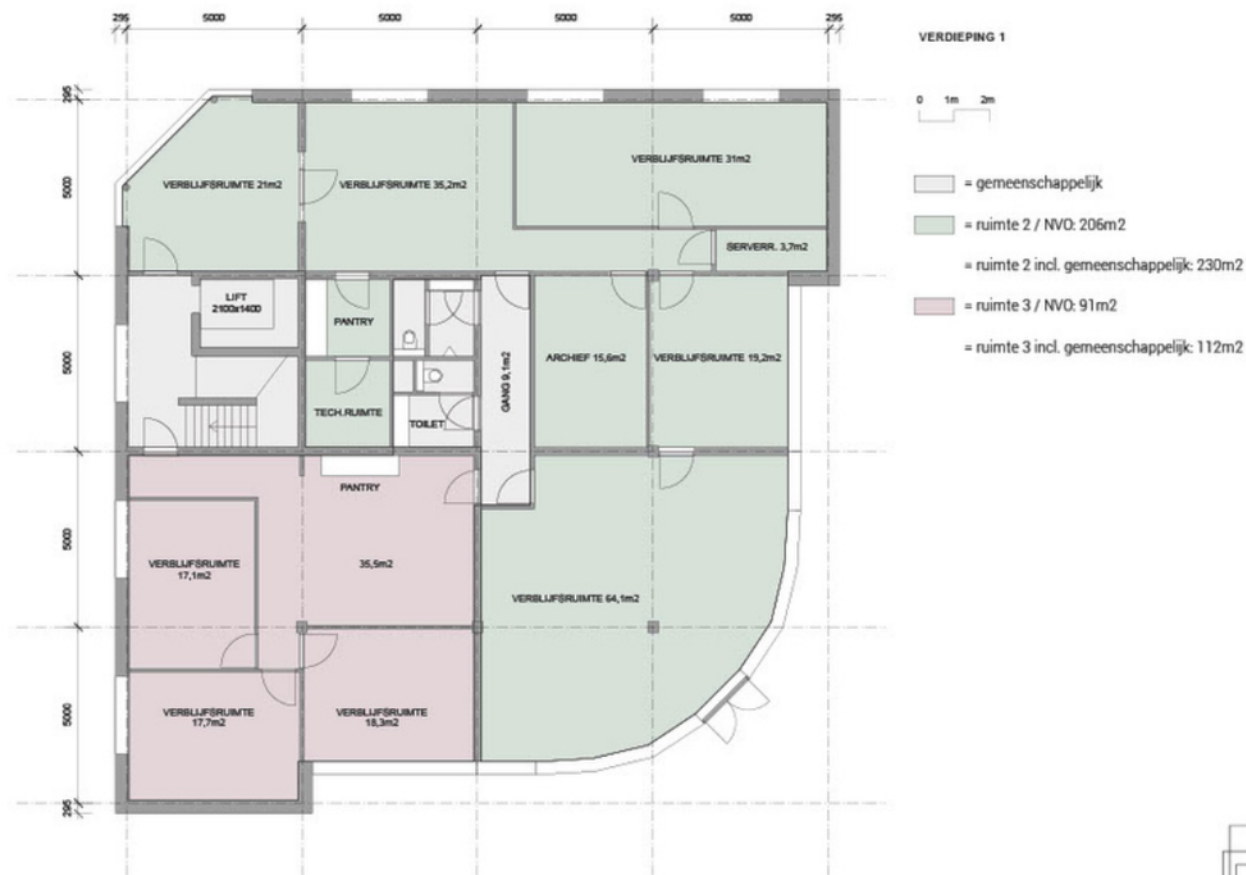 295
5000
5000
5000
5000
295
VERDIEPING 1
0 1m 2m
295
5000
5000
5000
5000
295
VERBLIJFSRUIMTE 21m2
VERBLIJFSRUIMTE 35,2m2
VERBLIJFSRUIMTE 31m2
SERVERR. 3,7m2
LIFT
2100x1400
PANTRY
TECH.RUIMTE
TOILET
GANG 9,1m2
ARCHIEF 15,6m2
VERBLIJFSRUIMTE 19,2m2
PANTRY
VERBLIJFSRUIMTE
17,1m2
35,5m2
VERBLIJFSRUIMTE 64,1m2
VERBLIJFSRUIMTE
17,7m2
VERBLIJFSRUIMTE
18,3m2
= gemeenschappelijk
= ruimte 2 / NVO: 206m2
= ruimte 2 incl. gemeenschappelijk: 230m2
= ruimte 3 / NVO: 91m2
= ruimte 3 incl. gemeenschappelijk: 112m2